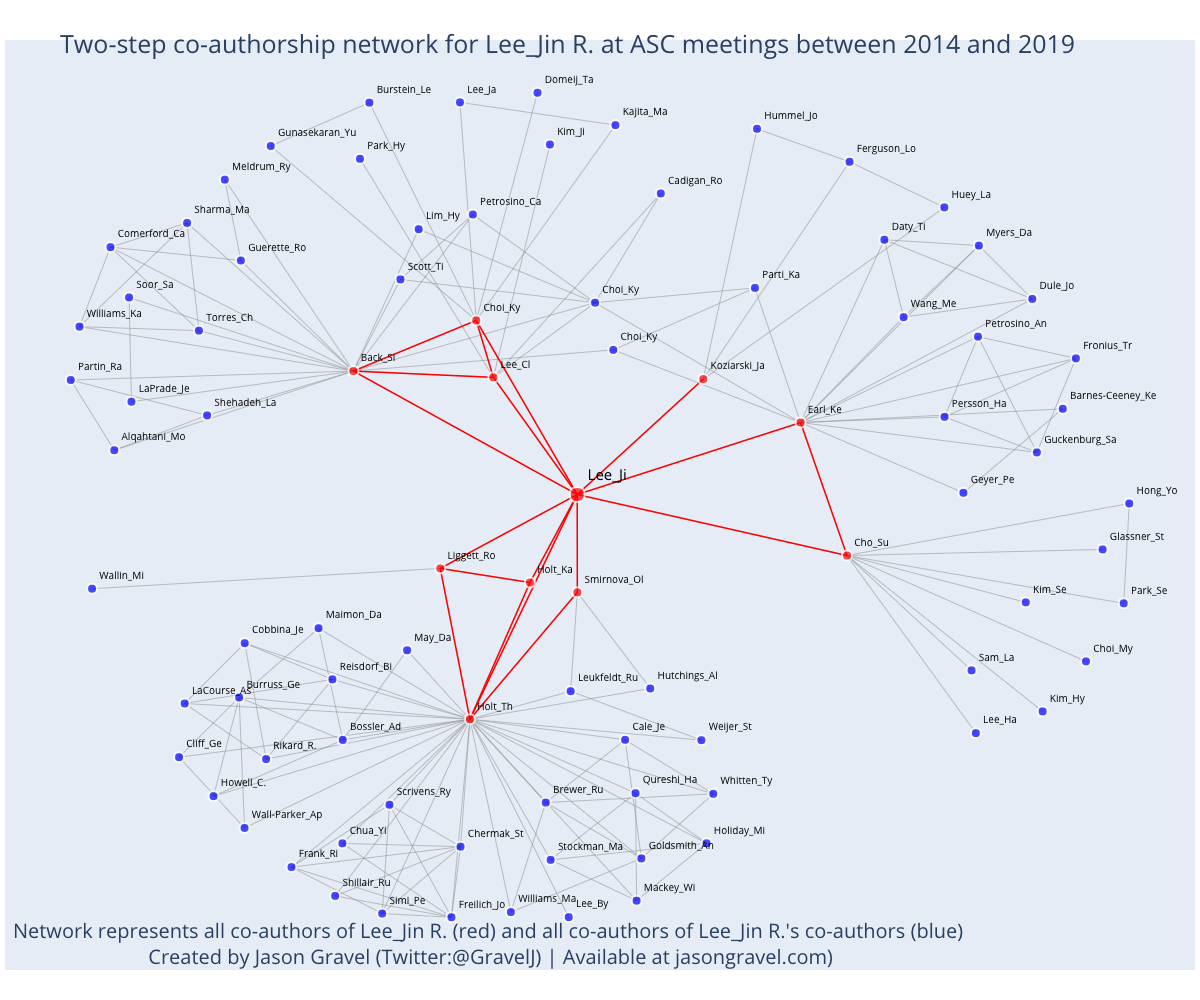 Two-step co-authorship network for Lee_Jin R. at ASC meetings between 2014 and 2019
Domeij_Ta
Burstein_Le
Lee_Ja
Kajita_Ma
Hummel_Jo
Gunasekaran_Yu
Kim_Ji
Park_Hy
Ferguson_Lo
Meldrum_Ry
Cadigan_Ro
Huey_La
Petrosino_Ca
Sharma_Ma
Lim_Hy
Daty_Ti
Comerford_Ca
Myers_Da
Guerette_Ro
Scott_Ti
Parti_Ka
Soor_Sa
Choi_Ky
Dule_Jo
Wang_Me
Choi_Ky
Williams_Ka
Torres_Ch
Petrosino_An
Choi_Ky
Fronius_Tr
Back_Si
Lee_Cl
Koziarski_Ja
Partin_Ra
LaPrade_Je
Barnes-Ceeney_Ke
Shehadeh_La
Persson_Ha
Earl_Ke
Alqahtani_Mo
Guckenburg_Sa
Lee_Ji
Geyer_Pe
Hong_Yo
Glassner_St
Cho_Su
Liggett_Ro
Holt_Ka
Wallin_Mi
Smirnova_Ol
Kim_Se
Park_Se
Maimon_Da
Cobbina_Je
May_Da
Choi_My
Sam_La
Reisdorf_Bi
Leukfeldt_Ru
Hutchings_Al
Burruss_Ge
LaCourse_As
Kim_Hy
Holt_Th
Lee_Ha
Bossler_Ad
Cale_Je
Weijer_St
Cliff_Ge
Rikard_R.
Qureshi_Ha
Whitten_Ty
Howell_C.
Brewer_Ru
Scrivens_Ry
Wall-Parker_Ap
Chua_Yi
Chermak_St
Holiday_Mi
Stockman_Ma
Goldsmith_An
Frank_Ri
Shillair_Ru
Mackey_Wi
Simi_Pe
Freilich_Jo
Williams_Ma
Lee_By
Network represents all co-authors of Lee_Jin R. (red) and all co-authors of Lee_Jin R.'s co-authors (blue)
Created by Jason Gravel (Twitter:@GravelJ) | Available at jasongravel.com)